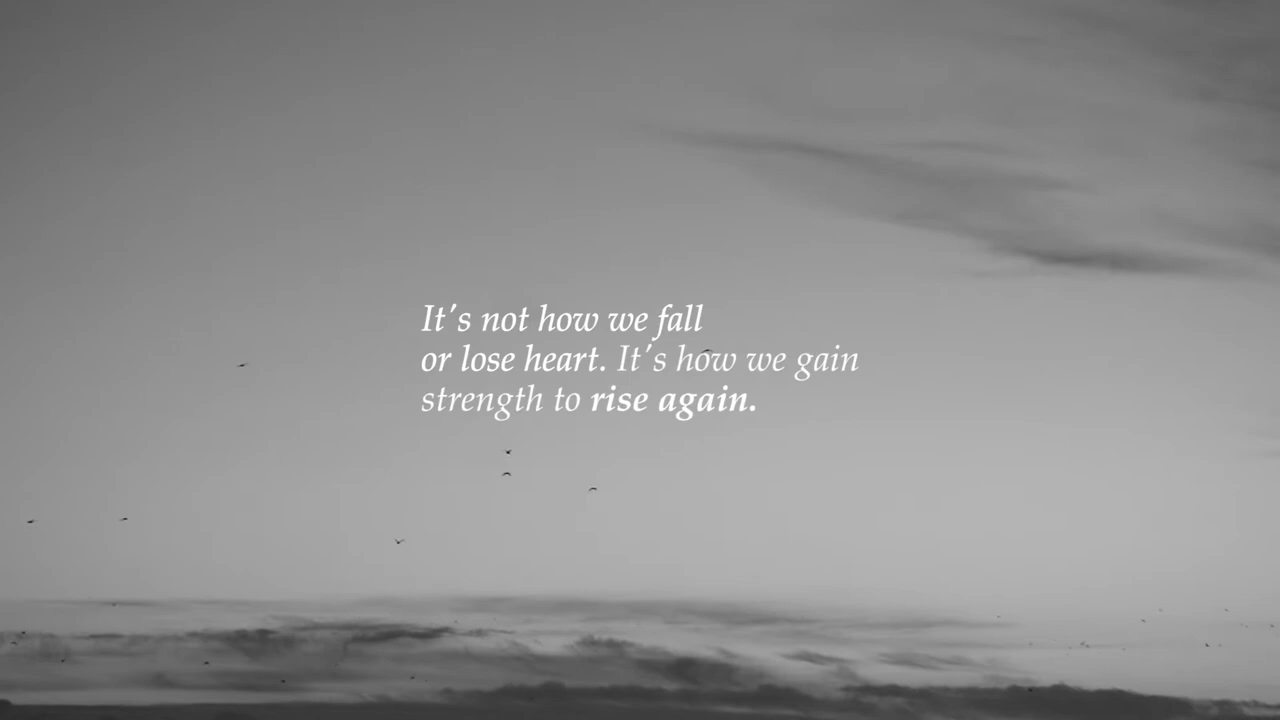 It's not how we fall
or lose heart. It's how we gain
strength to rise again.